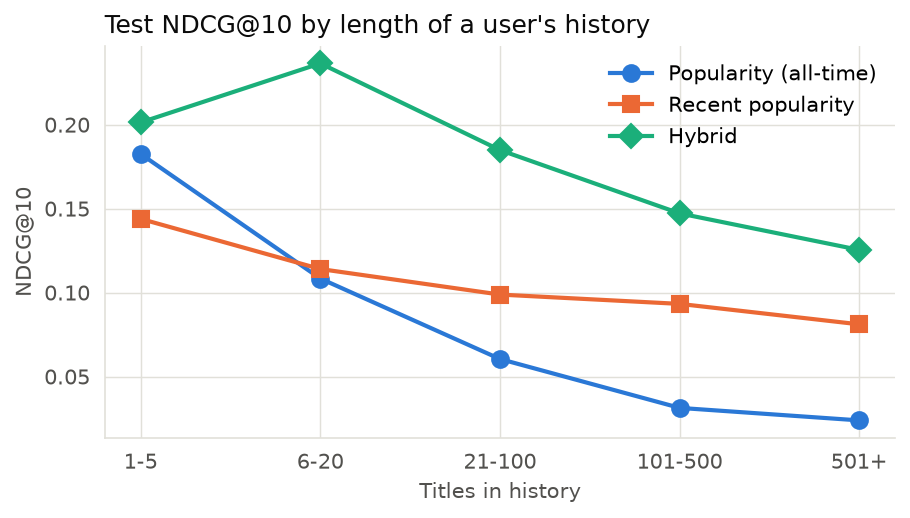 Test NDCG@10 by length of a user's history
Popularity (all-time)
Recent popularity
Hybrid
NDCG@10
0.20
0.15
0.10
0.05
1-5
6-20
21-100
101-500
501+
Titles in history